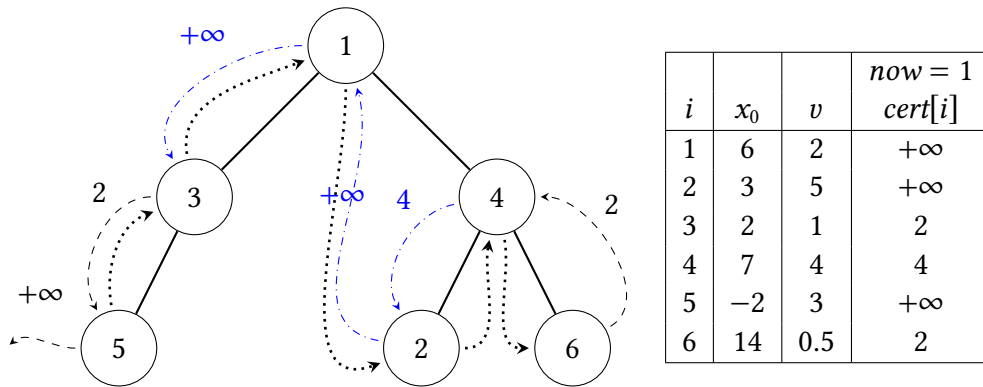 +∞
1
+∞
3
2
+∞
4
4
2
+∞
5
2
6
now = 1
i x₀ v cert[i]
1 6 2 +∞
2 3 5 +∞
3 2 1 2
4 7 4 4
5 −2 3 +∞
6 14 0.5 2